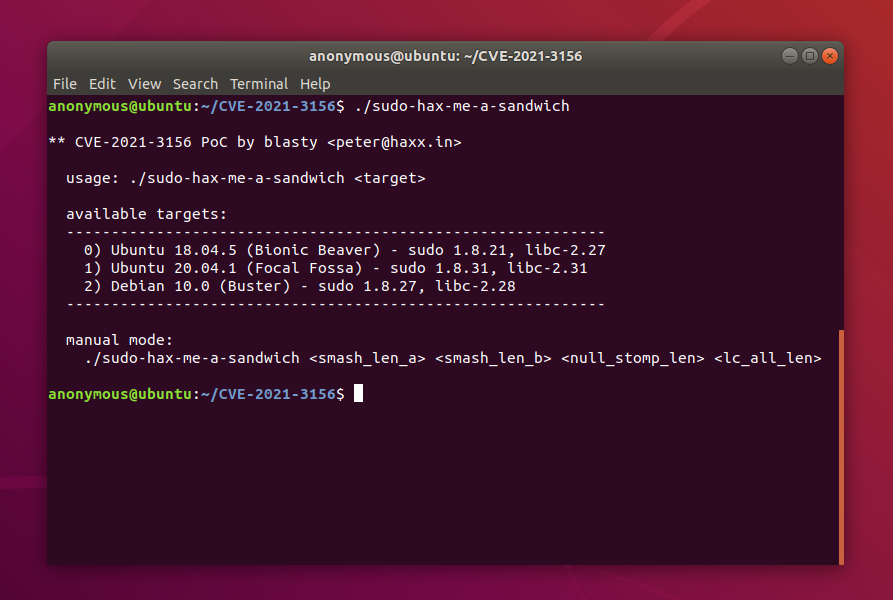 anonymous@ubuntu: ~/CVE-2021-3156
File Edit View Search Terminal Help
anonymous@ubuntu:~/CVE-2021-3156$ ./sudo-hax-me-a-sandwich
** CVE-2021-3156 PoC by blasty <peter@haxx.in>
usage: ./sudo-hax-me-a-sandwich <target>
available targets:
------------------------------------------------------------
0) Ubuntu 18.04.5 (Bionic Beaver) - sudo 1.8.21, libc-2.27
1) Ubuntu 20.04.1 (Focal Fossa) - sudo 1.8.31, libc-2.31
2) Debian 10.0 (Buster) - sudo 1.8.27, libc-2.28
------------------------------------------------------------
manual mode:
./sudo-hax-me-a-sandwich <smash_len_a> <smash_len_b> <null_stomp_len> <lc_all_len>
anonymous@ubuntu:~/CVE-2021-3156$